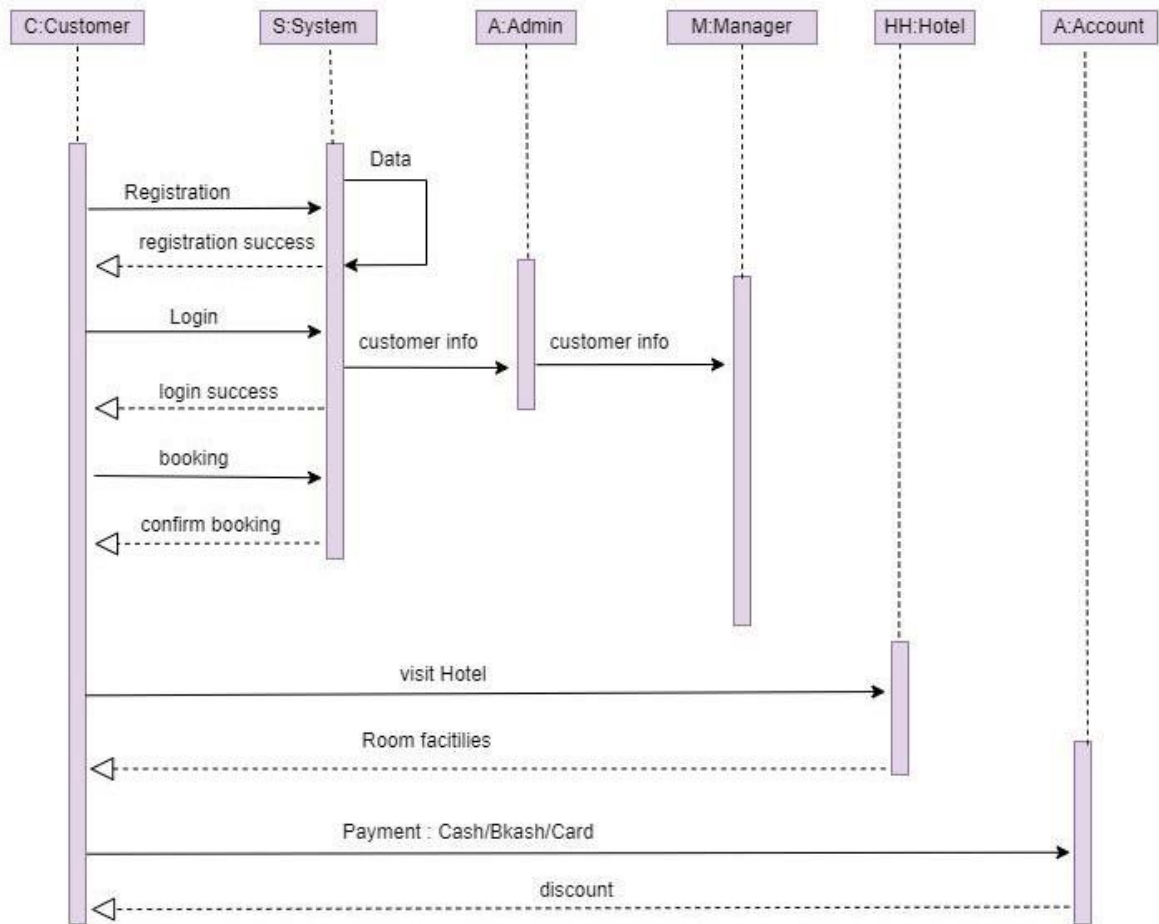 C:Customer
S:System
A:Admin
M:Manager
HH:Hotel
A:Account
Data
Registration
registration success
Login
customer info
customer info
login success
booking
confirm booking
visit Hotel
Room facitilies
Payment : Cash/Bkash/Card
discount